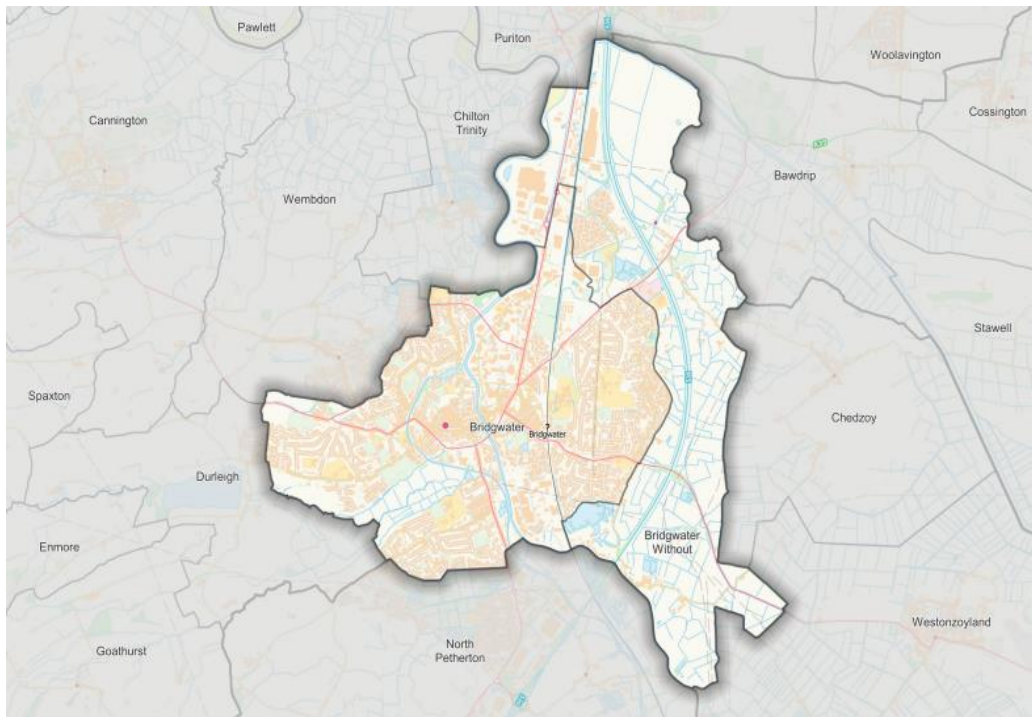 Pawlett
Puriton
Woolavington
Cossington
Cannington
Chilton
Trinity
Bawdrip
Wembdon
Stawell
Spaxton
Chedzoy
Bridgwater
Bridgwater
Durleigh
Enmore
Bridgwater
Without
Westonzoyland
Goathurst
North
Petherton